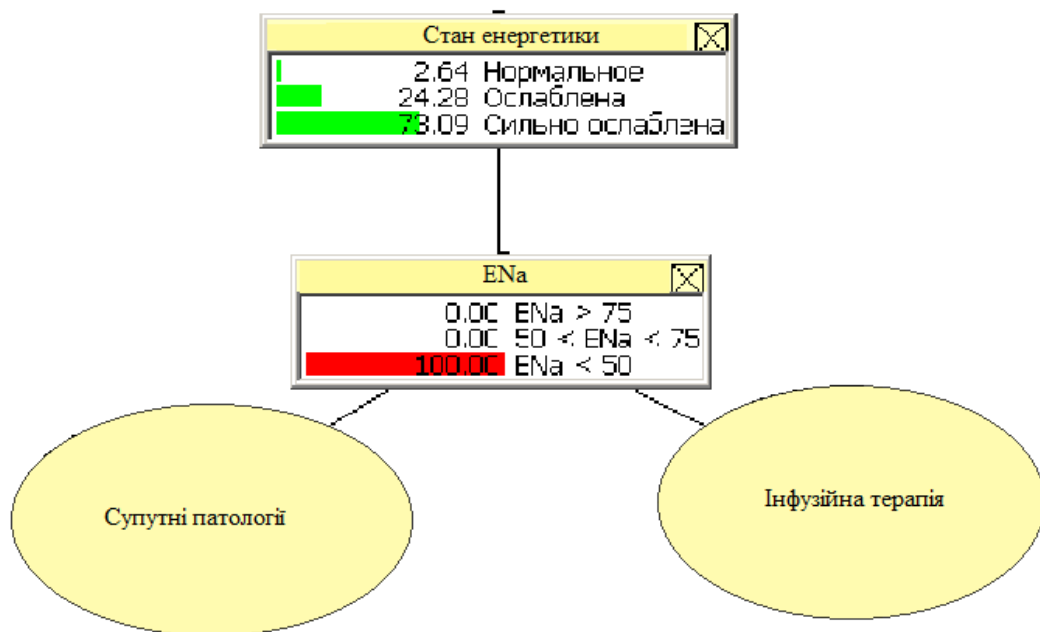 Стан енергетики
2.64 Нормальное
24.28 Ослаблена
73.09 Сильно ослаблена
ENa
0.00 ENa > 75
0.00 50 < ENa < 75
100.00 ENa < 50
Супутні патології
Інфузійна терапія